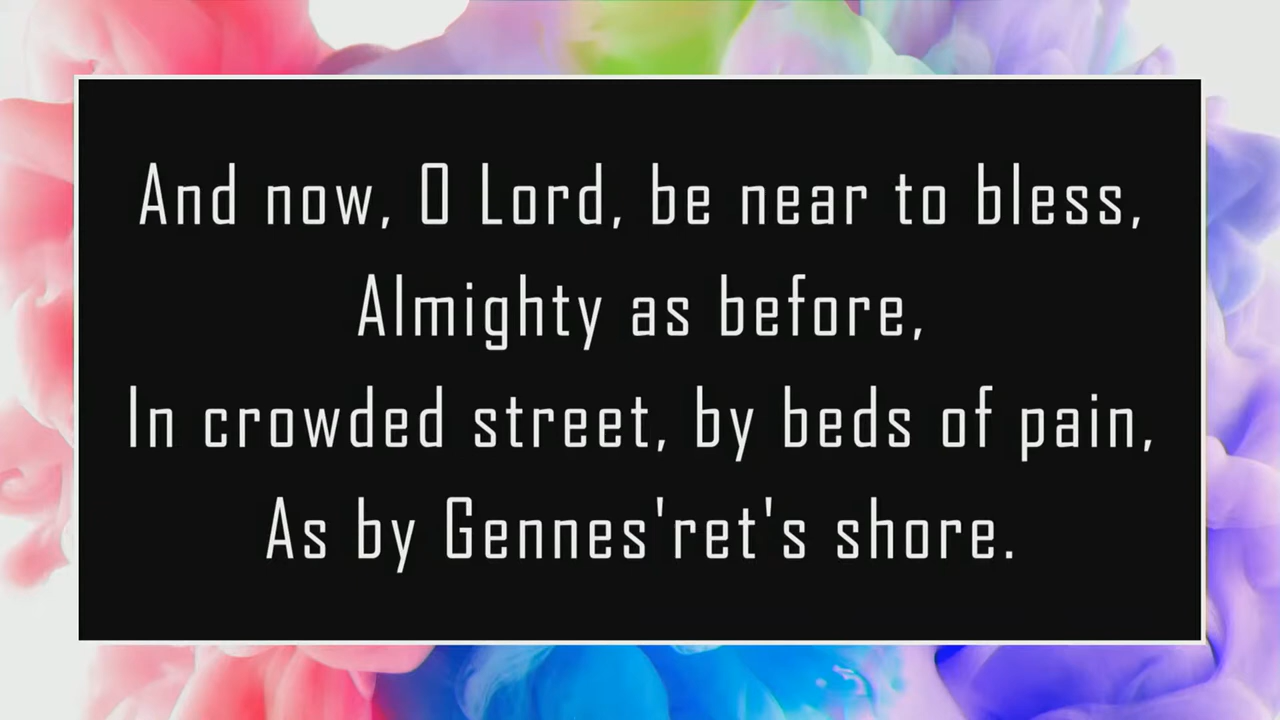 And now, O Lord, be near to bless,
Almighty as before,
In crowded street, by beds of pain,
As by Gennes'ret's shore.